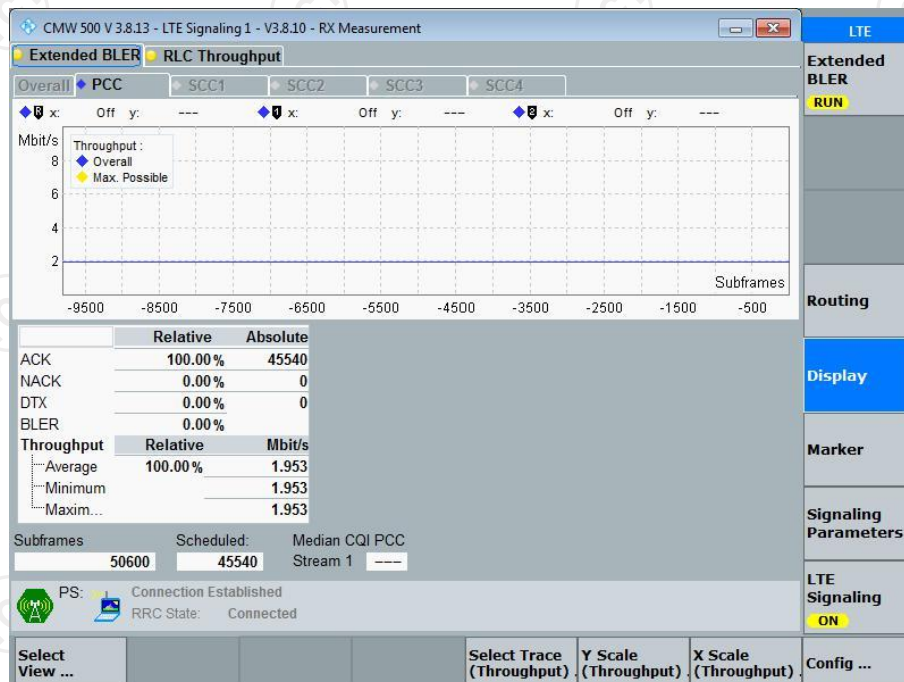 CMW 500 V 3.8.13 - LTE Signaling 1 - V3.8.10 - RX Measurement
LTE
Extended BLER RLC Throughput
Extended
BLER
RUN
Overall PCC SCC1 SCC2 SCC3 SCC4
R x: Off y: --- 1 x: Off y: --- 2 x: Off y: ---
Mbit/s
Throughput :
Overall
Max. Possible
8
6
4
2
Subframes
-9500 -8500 -7500 -6500 -5500 -4500 -3500 -2500 -1500 -500
Routing
Relative Absolute
ACK 100.00 % 45540
NACK 0.00 % 0
DTX 0.00 % 0
BLER 0.00 %
Throughput Relative Mbit/s
Average 100.00 % 1.953
Minimum 1.953
Maxim... 1.953
Display
Marker
Subframes Scheduled: Median CQI PCC
50600 45540 Stream 1 ---
Signaling
Parameters
PS: Connection Established
RRC State: Connected
LTE
Signaling
ON
Select
View ...
Select Trace
(Throughput) .
Y Scale
(Throughput) .
X Scale
(Throughput) .
Config ...